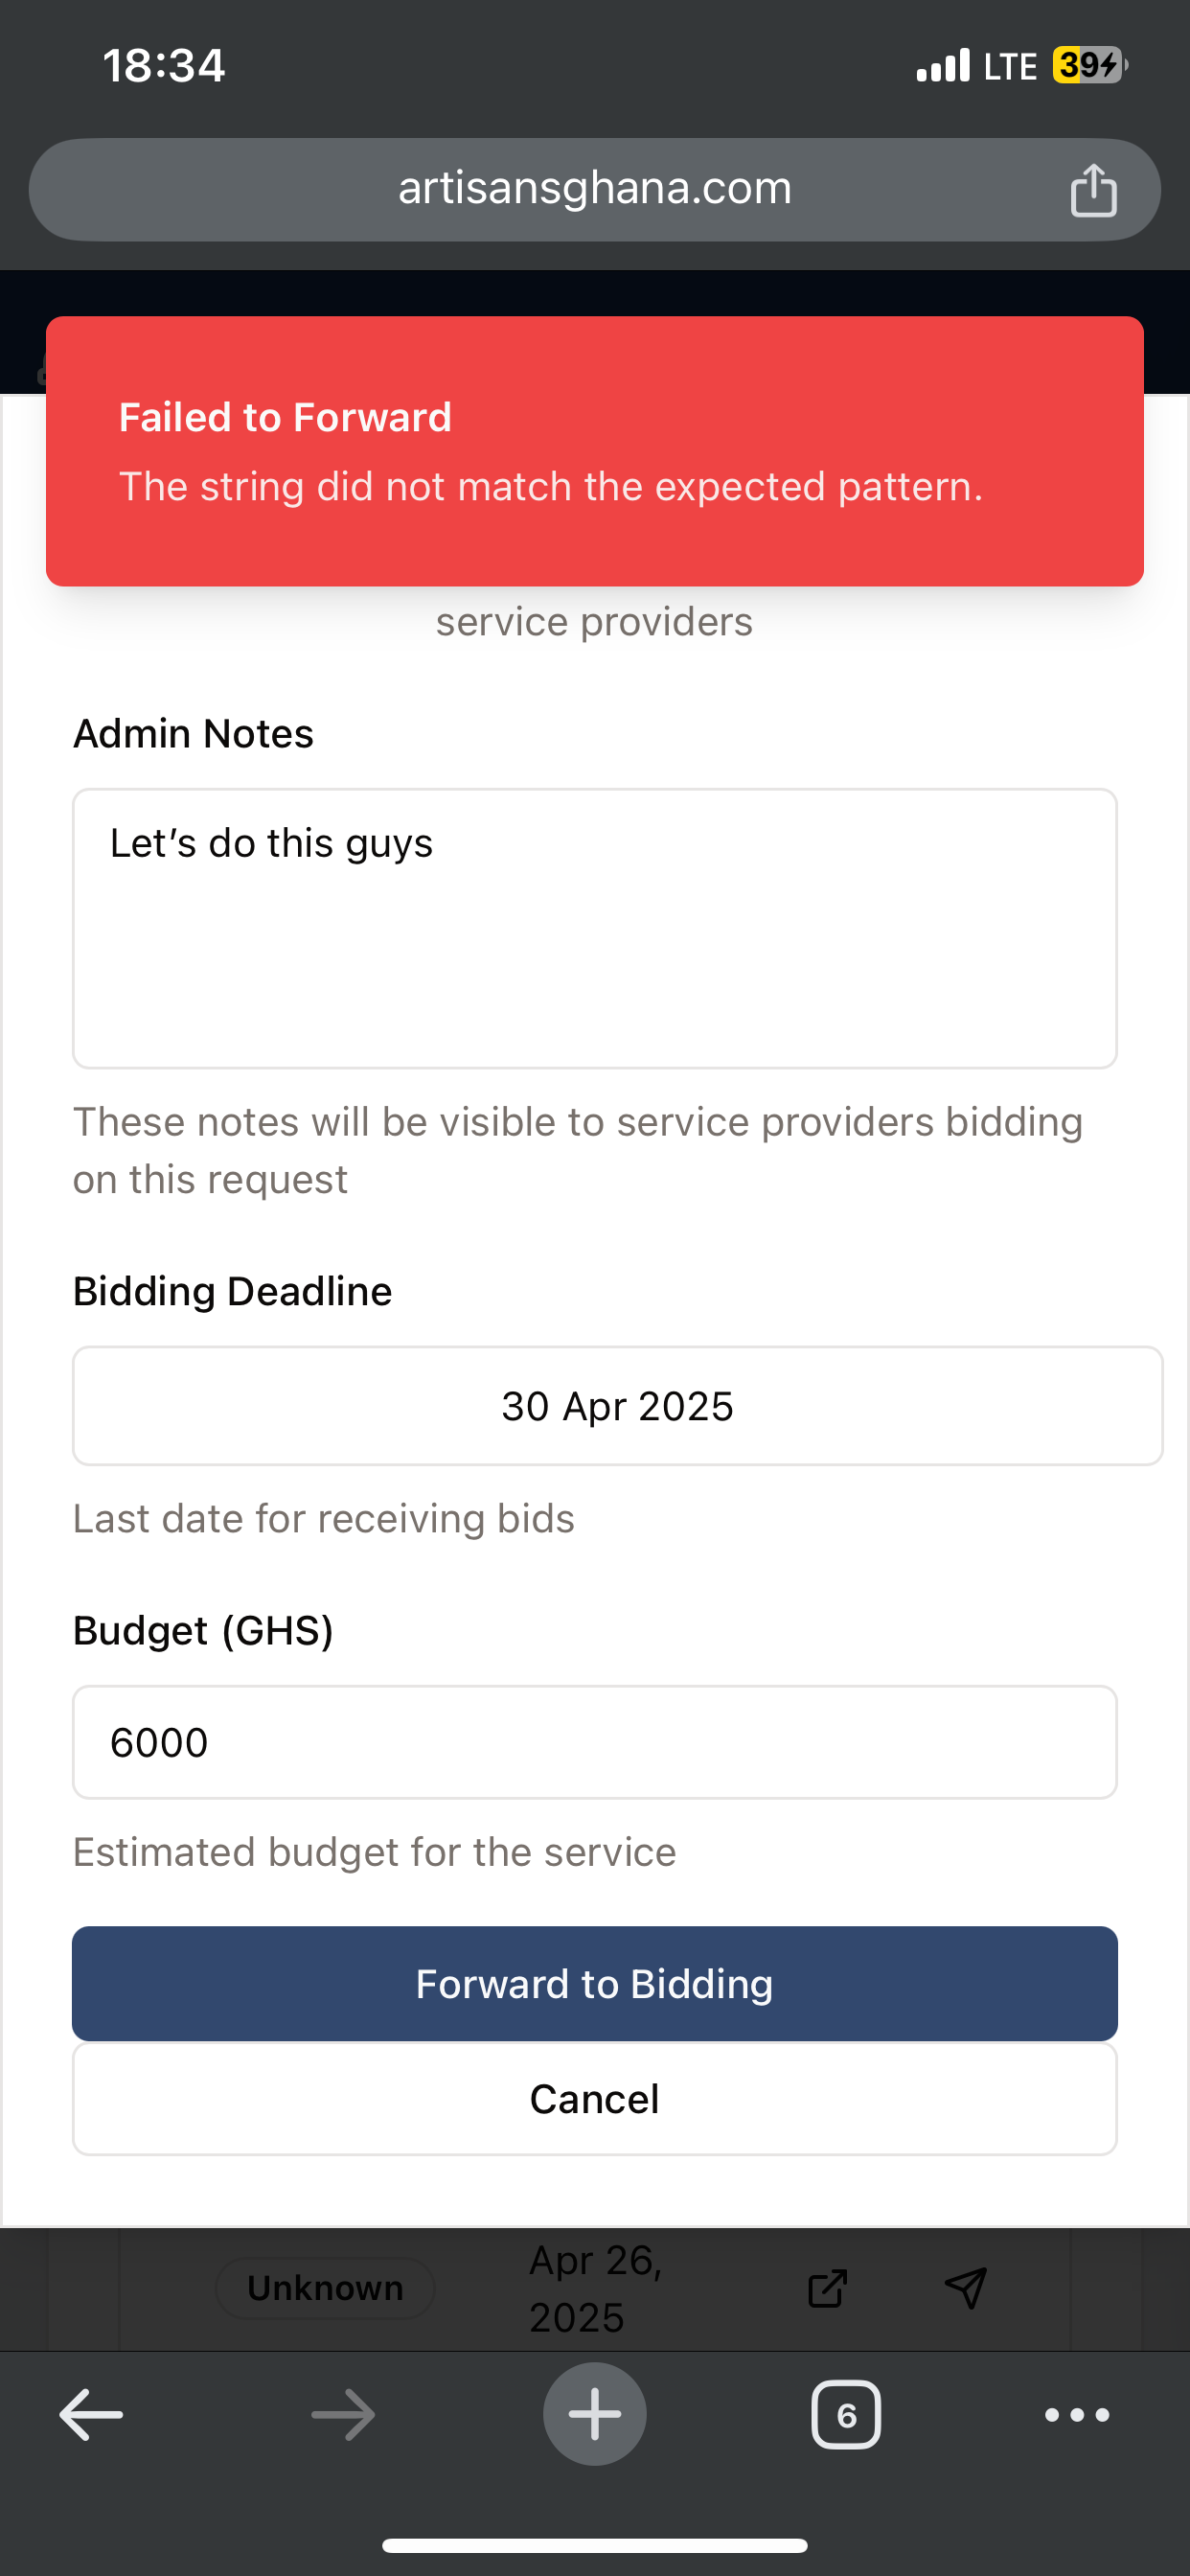 18:34
LTE
39
artisansghana.com
Failed to Forward
The string did not match the expected pattern.
service providers
Admin Notes
Let’s do this guys
These notes will be visible to service providers bidding
on this request
Bidding Deadline
30 Apr 2025
Last date for receiving bids
Budget (GHS)
6000
Estimated budget for the service
Forward to Bidding
Cancel
Unknown
Apr 26,
2025
6